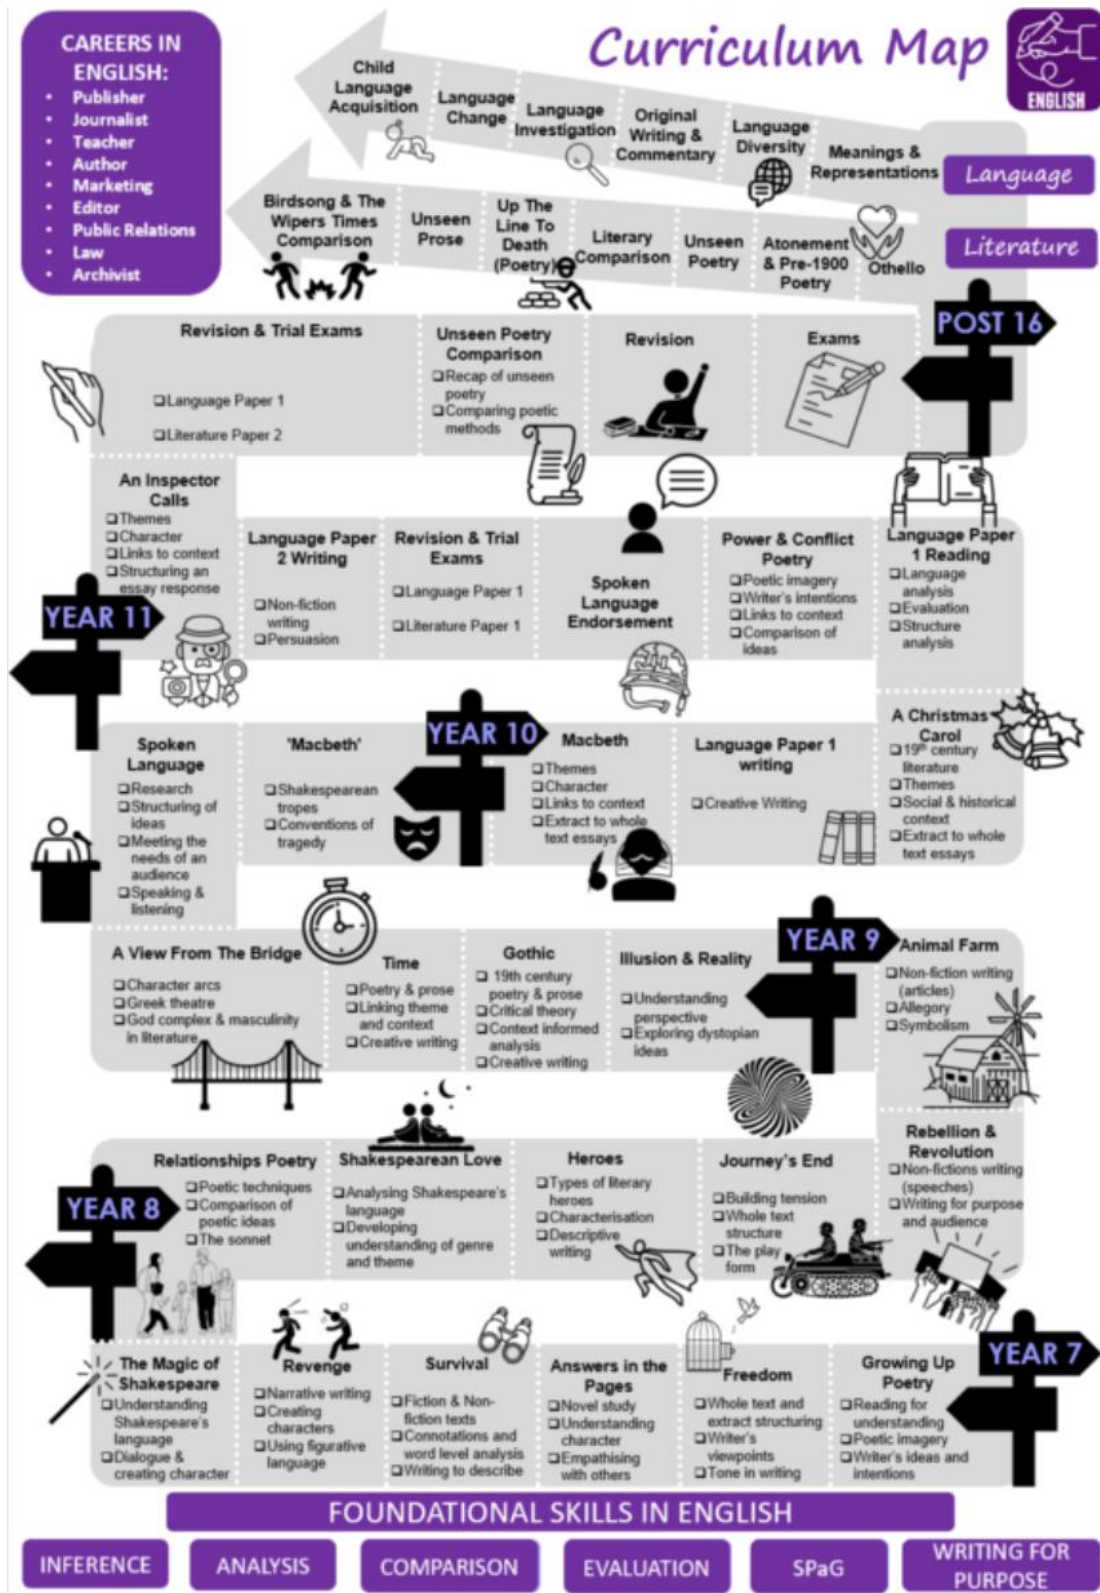 CAREERS IN
ENGLISH:
• Publisher
• Journalist
• Teacher
• Author
• Marketing
• Editor
• Public Relations
• Law
• Archivist
Curriculum Map
ENGLISH
Child
Language
Acquisition
Language
Change
Language
Investigation
Original
Writing &
Commentary
Language
Diversity
Meanings &
Representations
Language
Birdsong & The
Wipers Times
Comparison
Unseen
Prose
Up The
Line To
Death
(Poetry)
Literary
Comparison
Unseen
Poetry
Atonement
& Pre-1900
Poetry
Othello
Literature
POST 16
Revision & Trial Exams
❑Language Paper 1
❑Literature Paper 2
Unseen Poetry
Comparison
❑Recap of unseen
poetry
❑Comparing poetic
methods
Revision
Exams
An Inspector
Calls
❑Themes
❑Character
❑Links to context
❑Structuring an
essay response
YEAR 11
Language Paper
2 Writing
❑Non-fiction
writing
❑Persuasion
Revision & Trial
Exams
❑Language Paper 1
❑Literature Paper 1
Spoken
Language
Endorsement
Power & Conflict
Poetry
❑Poetic imagery
❑Writer's intentions
❑Links to context
❑Comparison of
ideas
Language Paper
1 Reading
❑Language
analysis
❑Evaluation
❑Structure
analysis
Spoken
Language
❑Research
❑Structuring of
ideas
❑Meeting the
needs of an
audience
❑Speaking &
listening
'Macbeth'
❑Shakespearean
tropes
❑Conventions of
tragedy
YEAR 10
Macbeth
❑Themes
❑Character
❑Links to context
❑Extract to whole
text essays
Language Paper 1
writing
❑Creative Writing
A Christmas
Carol
❑19th century
literature
❑Themes
❑Social & historical
context
❑Extract to whole
text essays
A View From The Bridge
❑Character arcs
❑Greek theatre
❑God complex & masculinity
in literature
Time
❑Poetry & prose
❑Linking theme
and context
❑Creative writing
Gothic
❑ 19th century
poetry & prose
❑Critical theory
❑Context informed
analysis
❑Creative writing
Illusion & Reality
❑Understanding
perspective
❑Exploring dystopian
ideas
YEAR 9
Animal Farm
❑Non-fiction writing
(articles)
❑Allegory
❑Symbolism
YEAR 8
Relationships Poetry
❑Poetic techniques
❑Comparison of
poetic ideas
❑The sonnet
Shakespearean Love
❑Analysing Shakespeare's
language
❑Developing
understanding of genre
and theme
Heroes
❑Types of literary
heroes
❑Characterisation
❑Descriptive
writing
Journey's End
❑Building tension
❑Whole text
structure
❑The play
form
Rebellion &
Revolution
❑Non-fictions writing
(speeches)
❑Writing for purpose
and audience
The Magic of
Shakespeare
❑Understanding
Shakespeare's
language
❑Dialogue &
creating character
Revenge
❑Narrative writing
❑Creating
characters
❑Using figurative
language
Survival
❑Fiction & Non-
fiction texts
❑Connotations and
word level analysis
❑Writing to describe
Answers in the
Pages
❑Novel study
❑Understanding
character
❑Empathising
with others
Freedom
❑Whole text and
extract structuring
❑Writer's
viewpoints
❑Tone in writing
Growing Up
Poetry
❑Reading for
understanding
❑Poetic imagery
❑Writer's ideas and
intentions
YEAR 7
FOUNDATIONAL SKILLS IN ENGLISH
INFERENCE
ANALYSIS
COMPARISON
EVALUATION
SPaG
WRITING FOR
PURPOSE